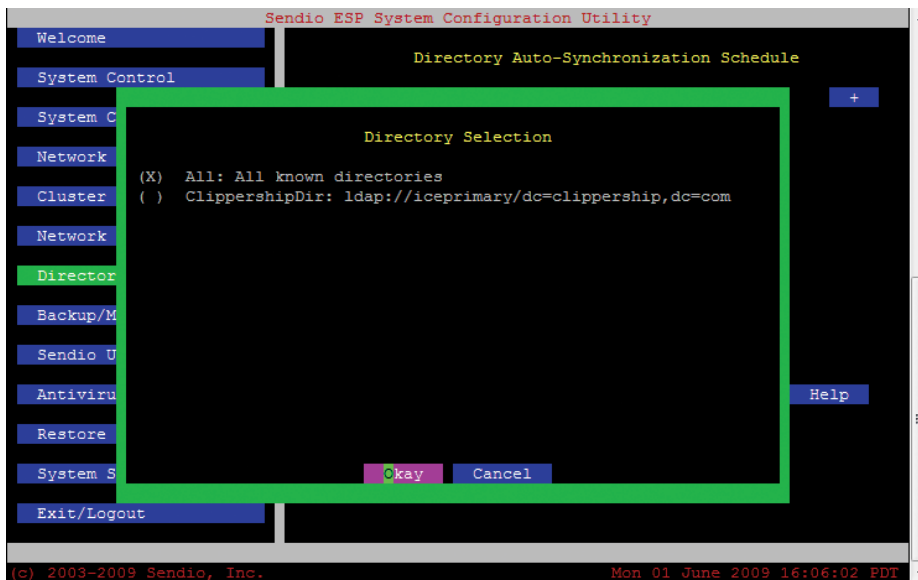 Sendio ESP System Configuration Utility
Welcome
Directory Auto-Synchronization Schedule
System Control
+
System C
Directory Selection
Network
(X) All: All known directories
Cluster
( ) ClippershipDir: ldap://iceprimary/dc=clippership,dc=com
Network
Director
Backup/M
Sendio U
Antiviru
Help
Restore
System S
Okay Cancel
Exit/Logout
(c) 2003-2009 Sendio, Inc. Mon 01 June 2009 16:06:02 PDT